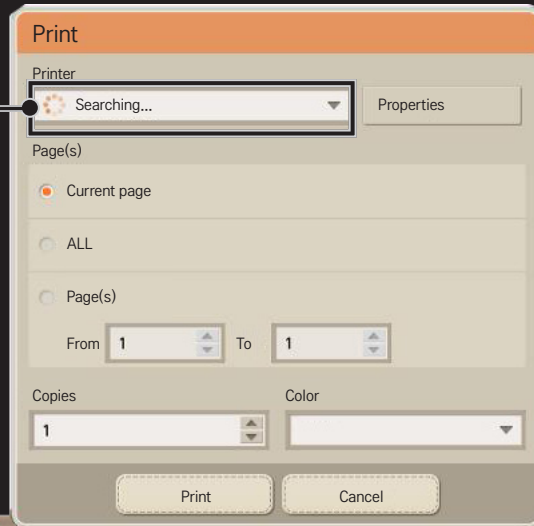 Print
Printer
Searching...
Properties
Page(s)
Current page
ALL
Page(s)
From 1 To 1
Copies Color
1
Print Cancel